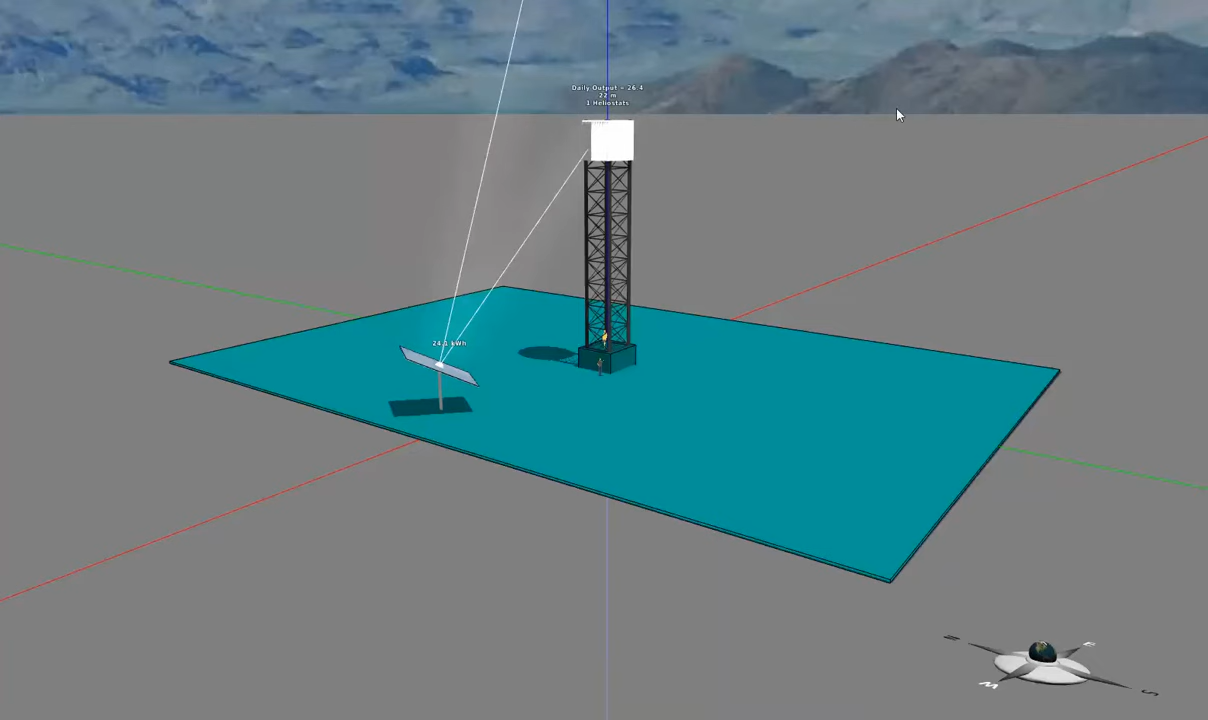 Daily Output = 26.4
22 m
1 Heliostats
24.1 kWh
N
E
W
S